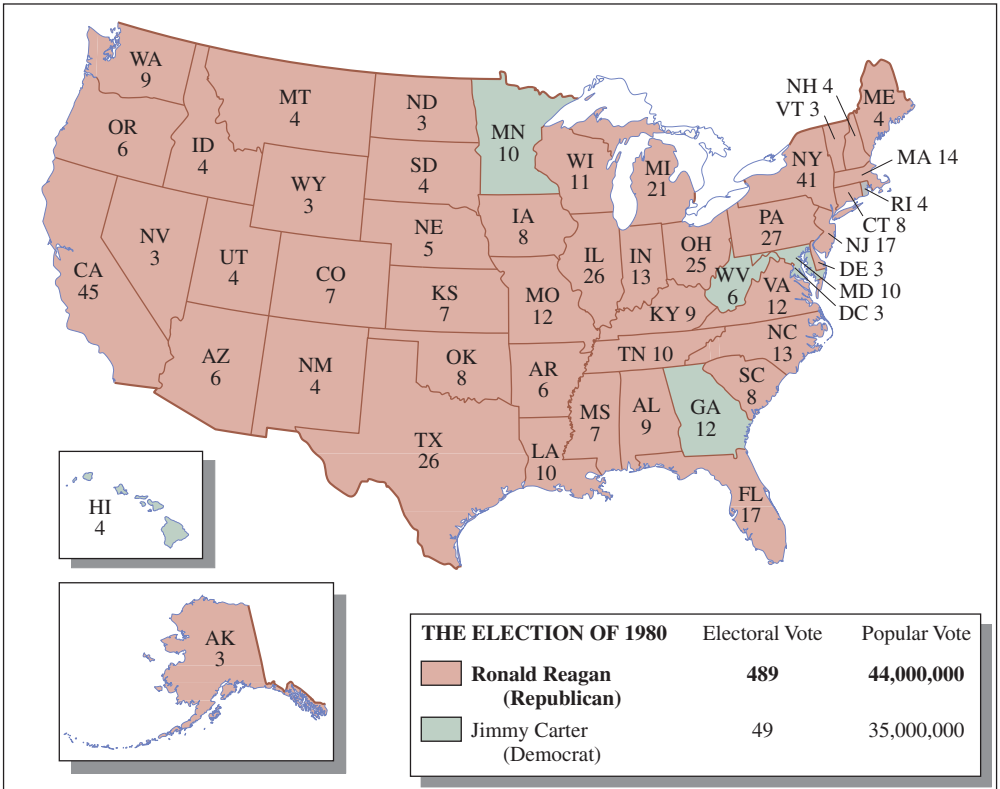 WA
9
OR
6
ID
4
MT
4
ND
3
MN
10
SD
4
WY
3
WI
11
MI
21
NH 4
VT 3
ME
4
NY
41
MA 14
RI 4
CT 8
NJ 17
DE 3
MD 10
DC 3
PA
27
NV
3
UT
4
CA
45
CO
7
NE
5
IA
8
IL
26
IN
13
OH
25
WV
6
VA
12
KS
7
MO
12
KY 9
NC
13
TN 10
SC
8
AZ
6
NM
4
OK
8
AR
6
MS
7
AL
9
GA
12
TX
26
LA
10
FL
17
HI
4
AK
3
THE ELECTION OF 1980 Electoral Vote Popular Vote
Ronald Reagan 489 44,000,000
(Republican)
Jimmy Carter 49 35,000,000
(Democrat)